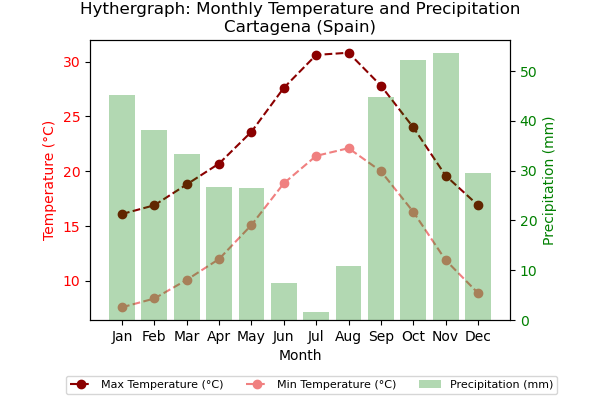 Hythergraph: Monthly Temperature and Precipitation
Cartagena (Spain)
Temperature (°C)
30
25
20
15
10
50
40
30
20
10
0
Precipitation (mm)
Jan Feb Mar Apr May Jun Jul Aug Sep Oct Nov Dec
Month
Max Temperature (°C) Min Temperature (°C) Precipitation (mm)